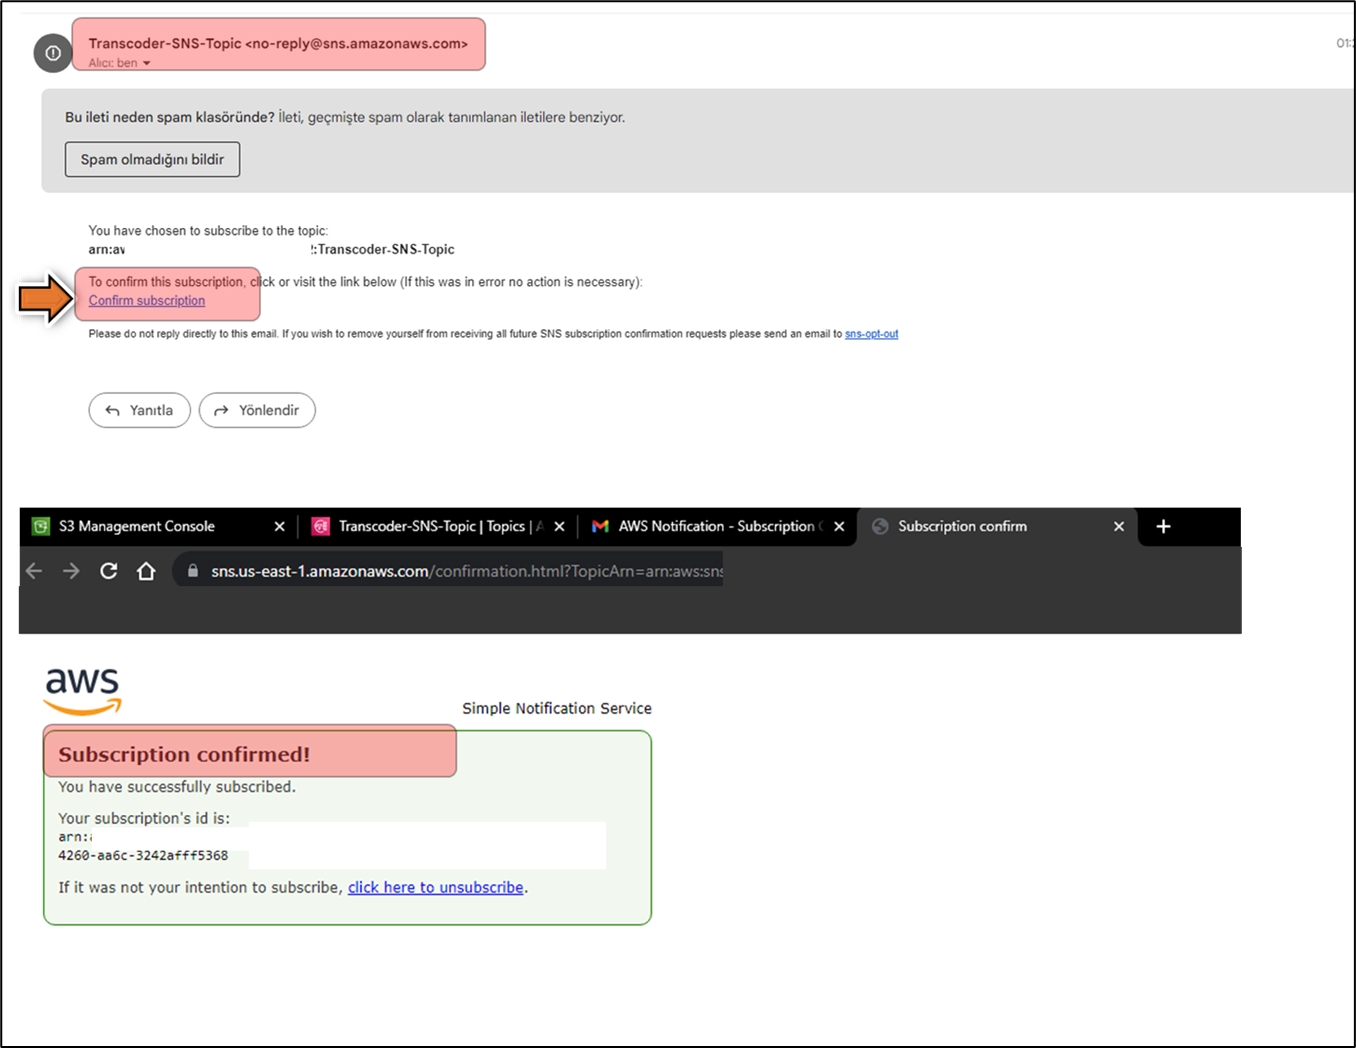 Transcoder-SNS-Topic <no-reply@sns.amazonaws.com>
Alıcı: ben
Bu ileti neden spam klasöründe? İleti, geçmişte spam olarak tanımlanan iletilere benziyor.
Spam olmadığını bildir
You have chosen to subscribe to the topic:
arn:av :Transcoder-SNS-Topic
To confirm this subscription, click or visit the link below (If this was in error no action is necessary):
Confirm subscription
Please do not reply directly to this email. If you wish to remove yourself from receiving all future SNS subscription confirmation requests please send an email to sns-opt-out
Yanıtla Yönlendir
S3 Management Console Transcoder-SNS-Topic | Topics | A AWS Notification - Subscription Subscription confirm
sns.us-east-1.amazonaws.com/confirmation.html?TopicArn=arn:aws:sns
aws
Simple Notification Service
Subscription confirmed!
You have successfully subscribed.
Your subscription's id is:
arn:
4260-aa6c-3242afff5368
If it was not your intention to subscribe, click here to unsubscribe.